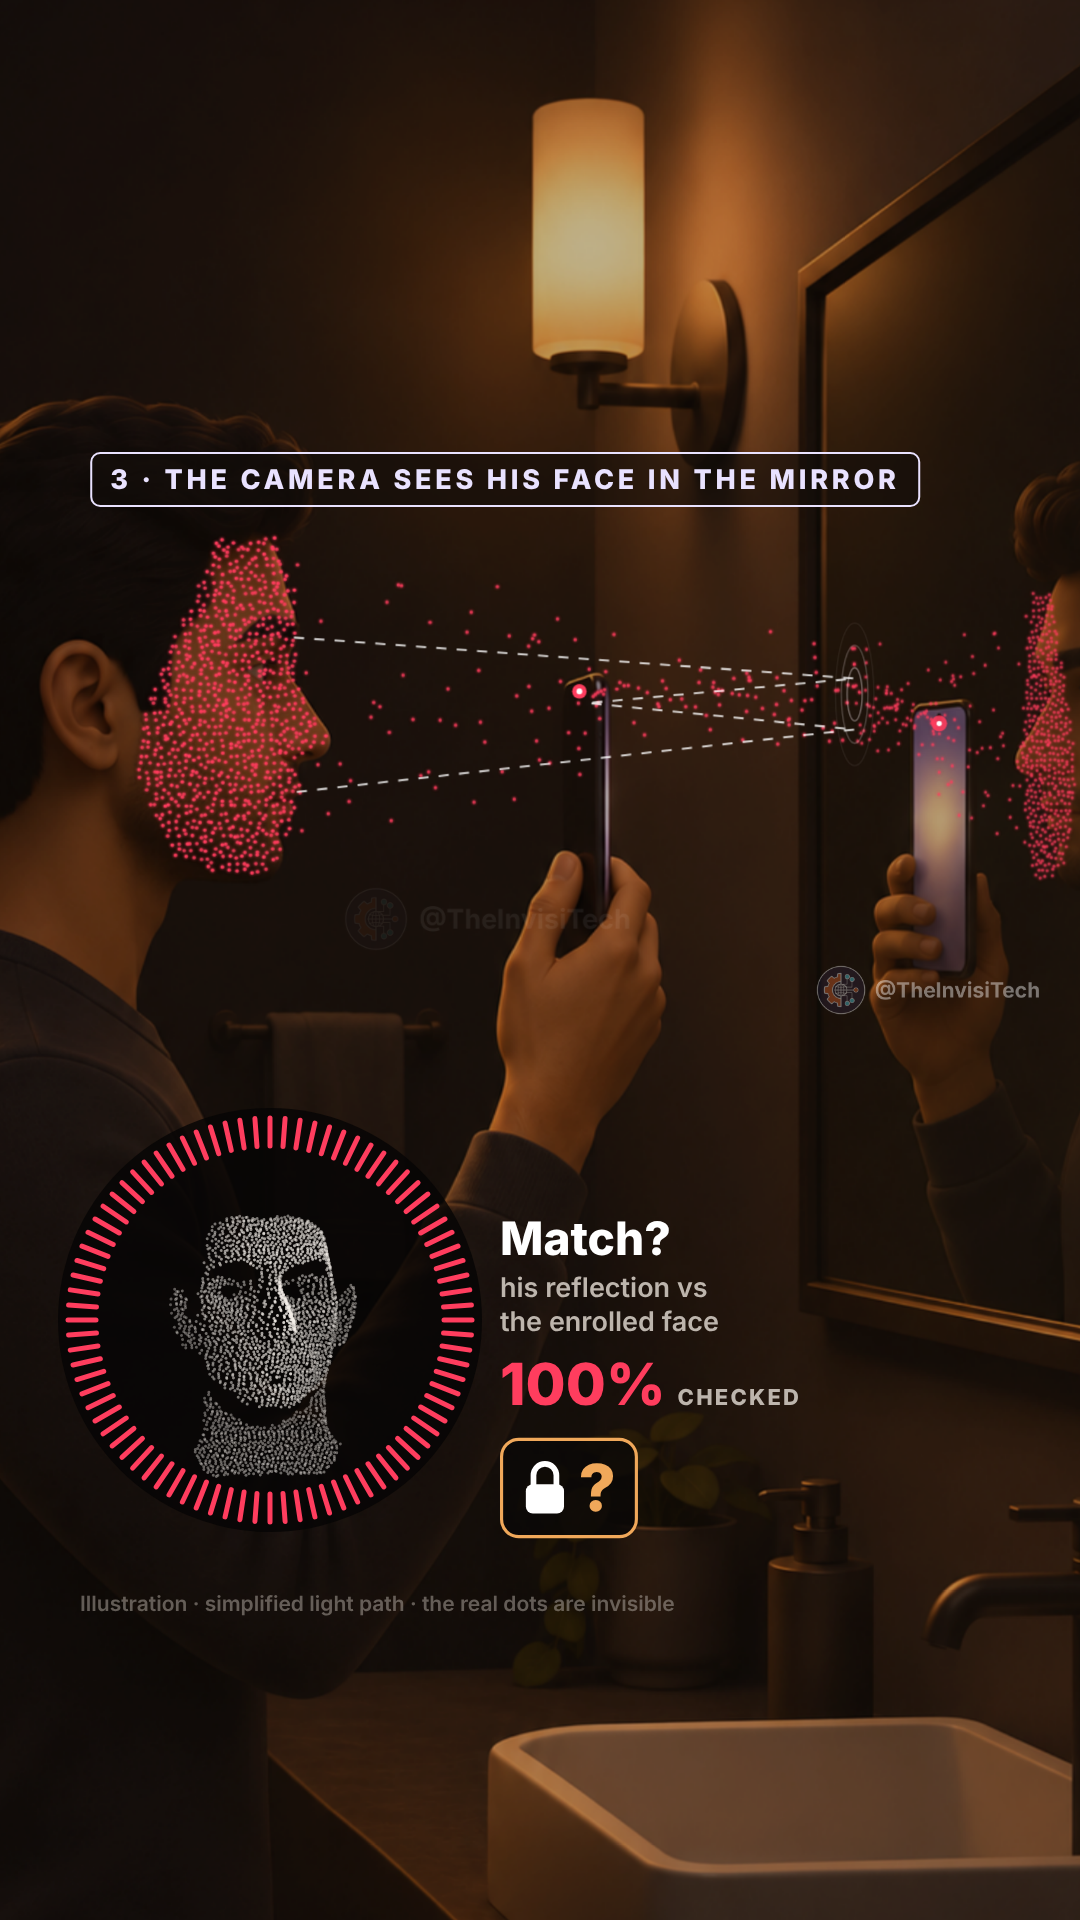 3 · THE CAMERA SEES HIS FACE IN THE MIRROR
@TheInvisiTech
@TheInvisiTech
Match?
his reflection vs
the enrolled face
100% CHECKED
?
Illustration · simplified light path · the real dots are invisible